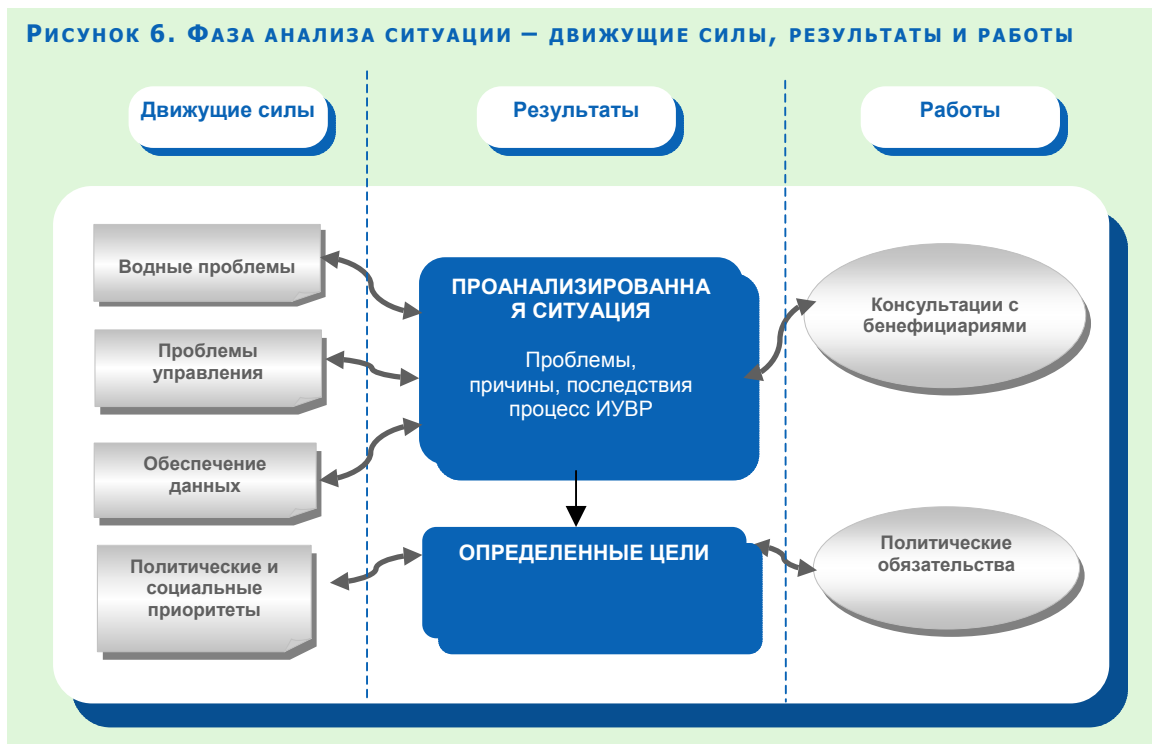 Рисунок 6. Фаза анализа ситуации – движущие силы, результаты и работы
Движущие силы
Результаты
Работы
Водные проблемы
Проблемы
управления
Обеспечение
данных
Политические и
социальные
приоритеты
ПРОАНАЛИЗИРОВАННА
Я СИТУАЦИЯ
Проблемы,
причины, последствия
процесс ИУВР
ОПРЕДЕЛЕННЫЕ ЦЕЛИ
Консультации с
бенефициариями
Политические
обязательства